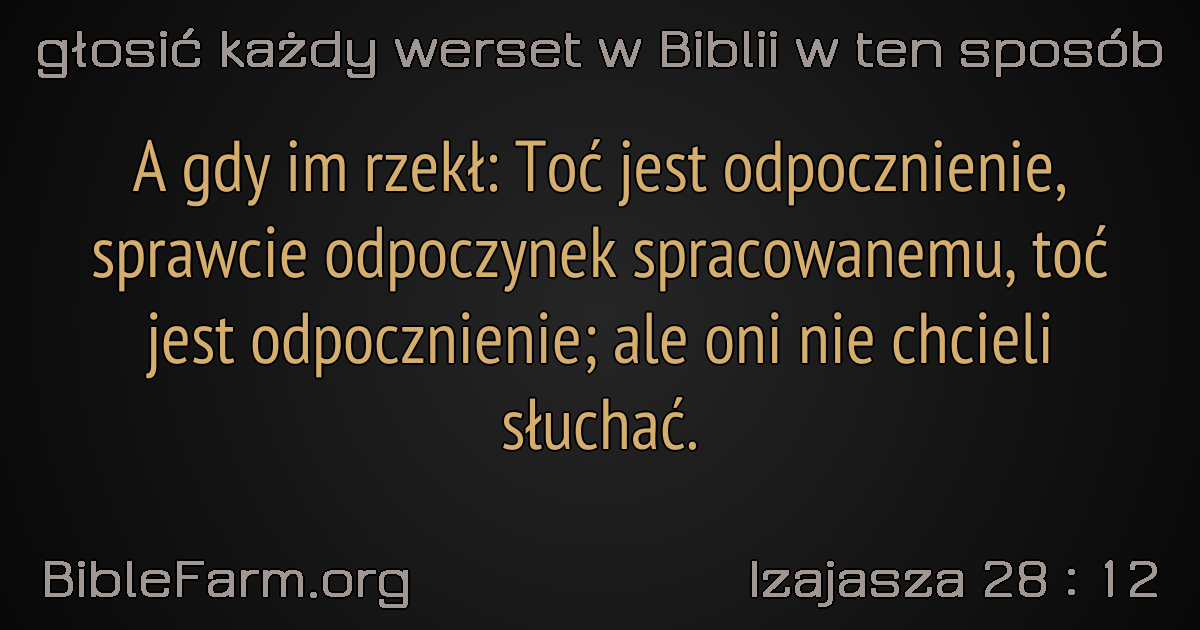 głosić każdy werset w Biblii w ten sposób
A gdy im rzekł: Toć jest odpocznienie,
sprawcie odpoczynek spracowanemu, toć
jest odpocznienie; ale oni nie chcieli
słuchać.
BibleFarm.org
Izajasza 28 : 12